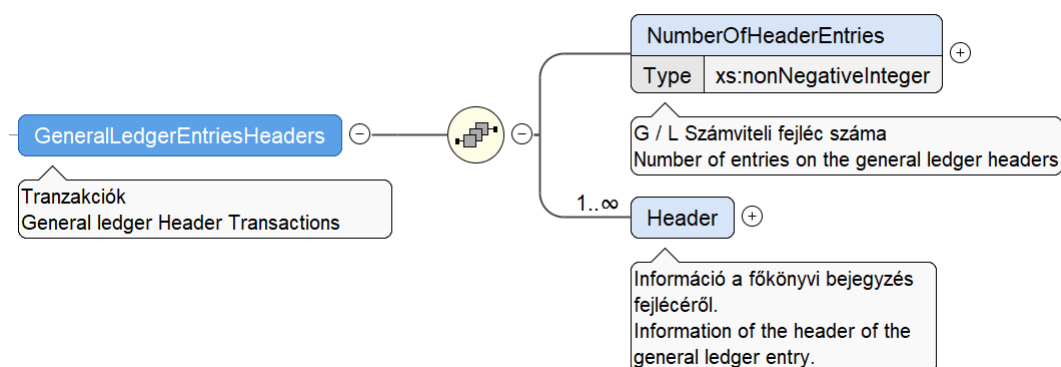 NumberOfHeaderEntries
Type xs:nonNegativeInteger
G / L Számviteli fejléc száma
Number of entries on the general ledger headers
GeneralLedgerEntriesHeaders
Tranzakciók
General ledger Header Transactions
1..∞
Header
Információ a főkönyvi bejegyzés
fejlécéről.
Information of the header of the
general ledger entry.